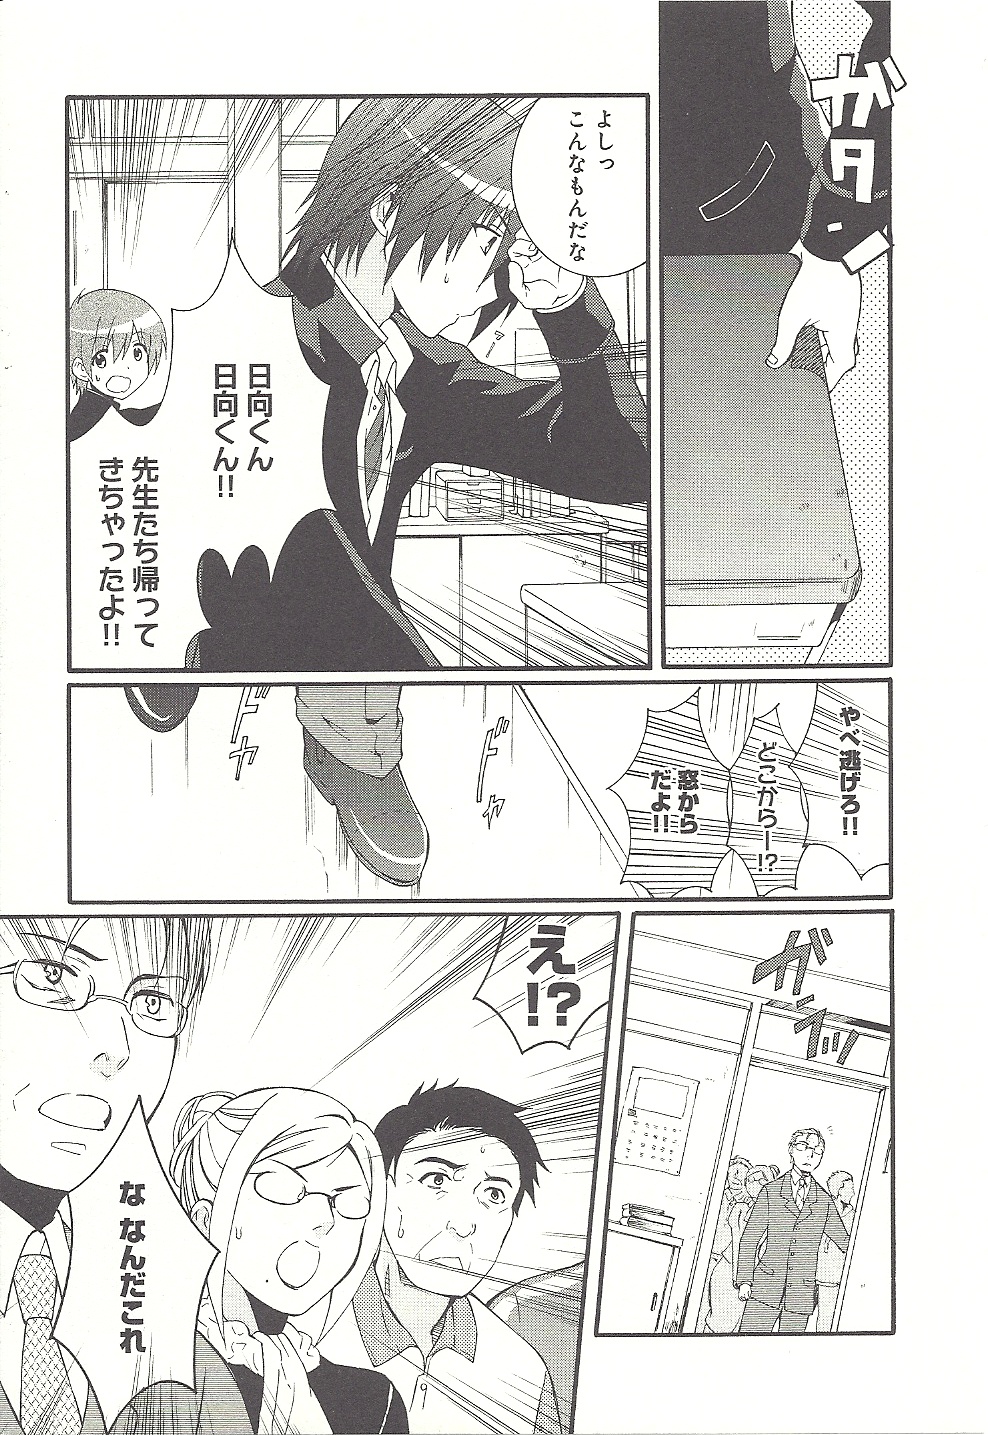 ガタン
よしっ
こんなもんだな
日向くん
日向くん!!
先生たち帰って
きちゃったよ!!
やべ逃げろ!!
どこからー!?
窓から
だよ!!
ドドヤ
ドヤ
ガラッ
え!?
な なんだこれ